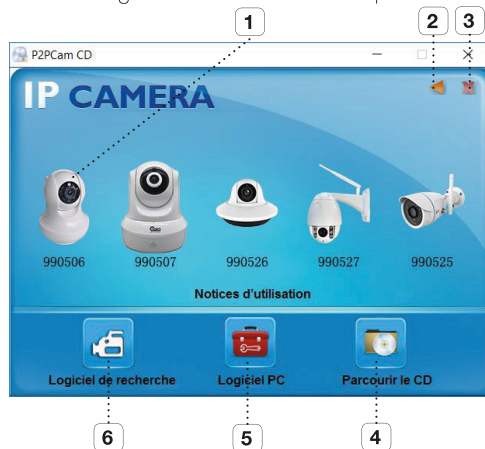 1
2
3
P2PCam CD
IP CAMERA
990506
990507
990526
990527
990525
Notices d'utilisation
Logiciel de recherche
Logiciel PC
Parcourir le CD
6
5
4